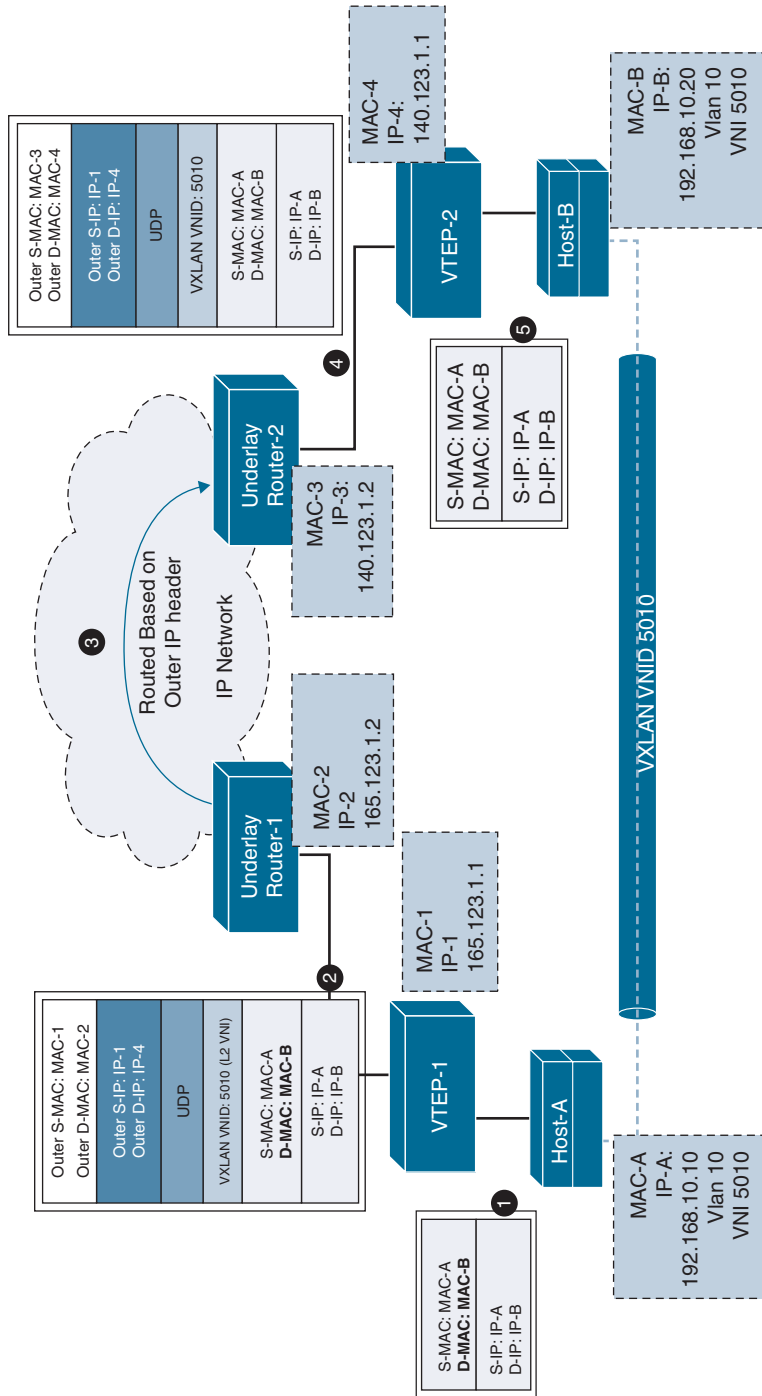 Outer S-MAC: MAC-1
Outer D-MAC: MAC-2
Outer S-IP: IP-1
Outer D-IP: IP-4
UDP
VXLAN VNID: 5010 (L2 VNI)
S-MAC: MAC-A
D-MAC: MAC-B
S-IP: IP-A
D-IP: IP-B
2
3
Routed Based on
Outer IP header
IP Network
Outer S-MAC: MAC-3
Outer D-MAC: MAC-4
Outer S-IP: IP-1
Outer D-IP: IP-4
UDP
VXLAN VNID: 5010
S-MAC: MAC-A
D-MAC: MAC-B
S-IP: IP-A
D-IP: IP-B
4
Underlay
Router-1
MAC-2
IP-2
165.123.1.2
Underlay
Router-2
MAC-3
IP-3:
140.123.1.2
VTEP-1
MAC-1
IP-1
165.123.1.1
VTEP-2
MAC-4
IP-4:
140.123.1.1
S-MAC: MAC-A
D-MAC: MAC-B
S-IP: IP-A
D-IP: IP-B
1
S-MAC: MAC-A
D-MAC: MAC-B
S-IP: IP-A
D-IP: IP-B
5
Host-A
Host-B
MAC-A
IP-A:
192.168.10.10
Vlan 10
VNI 5010
VXLAN VNID 5010
MAC-B
IP-B:
192.168.10.20
Vlan 10
VNI 5010